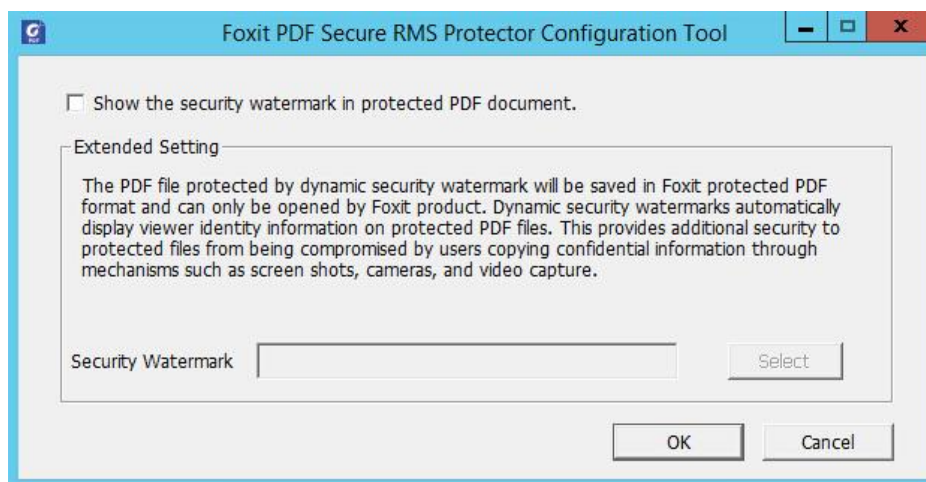 Foxit PDF Secure RMS Protector Configuration Tool
Show the security watermark in protected PDF document.
Extended Setting
The PDF file protected by dynamic security watermark will be saved in Foxit protected PDF
format and can only be opened by Foxit product. Dynamic security watermarks automatically
display viewer identity information on protected PDF files. This provides additional security to
protected files from being compromised by users copying confidential information through
mechanisms such as screen shots, cameras, and video capture.
Security Watermark
Select
OK
Cancel